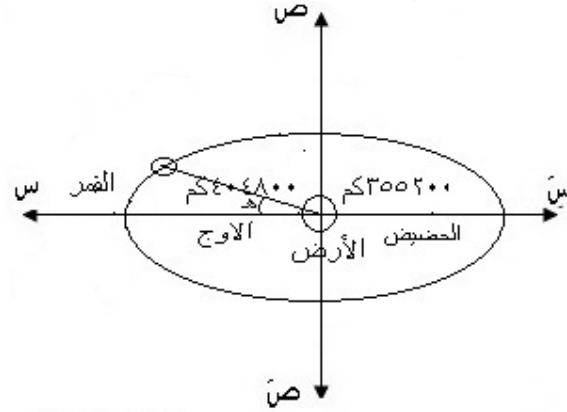 ص
القمر
س
٤٠٤٨٠٠كم
هـ
٣٥٥٢٠٠كم
سَ
الاوج
الأرض
الحضيض
صَ